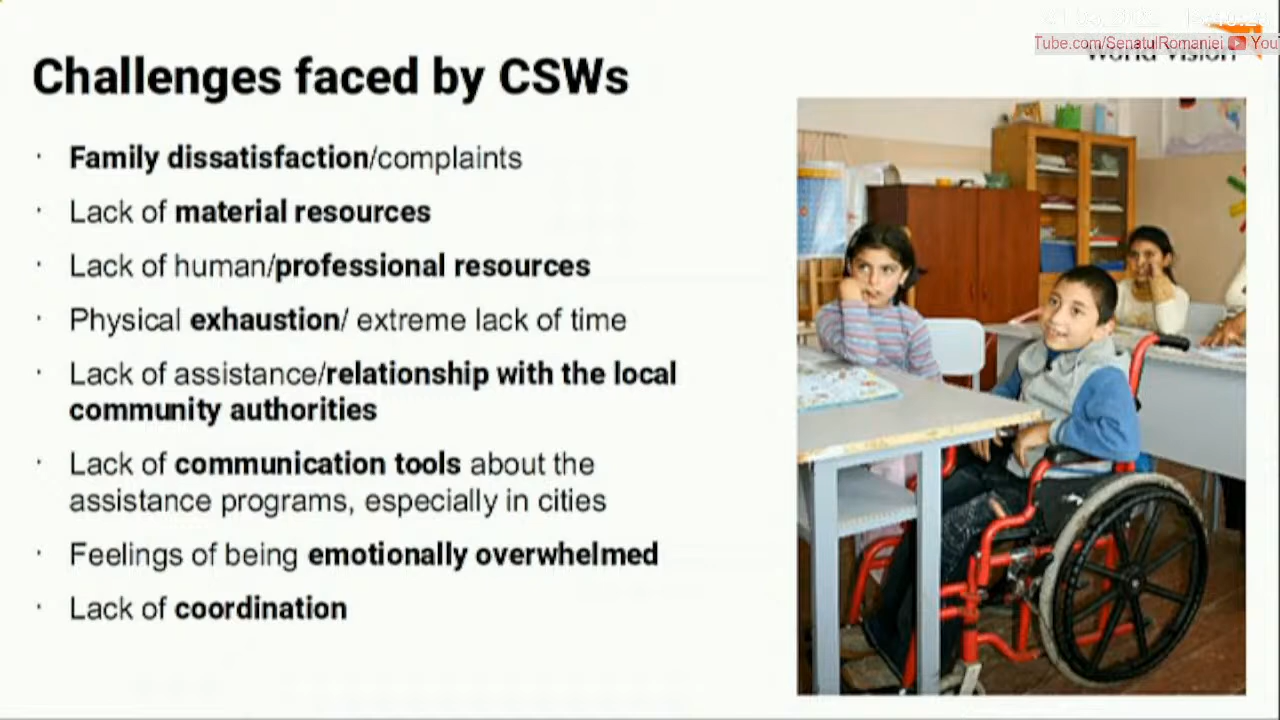 Tube.com/SenatulRomaniei You
World Vision
Challenges faced by CSWs
· Family dissatisfaction/complaints
· Lack of material resources
· Lack of human/professional resources
· Physical exhaustion/ extreme lack of time
· Lack of assistance/relationship with the local
community authorities
· Lack of communication tools about the
assistance programs, especially in cities
· Feelings of being emotionally overwhelmed
· Lack of coordination